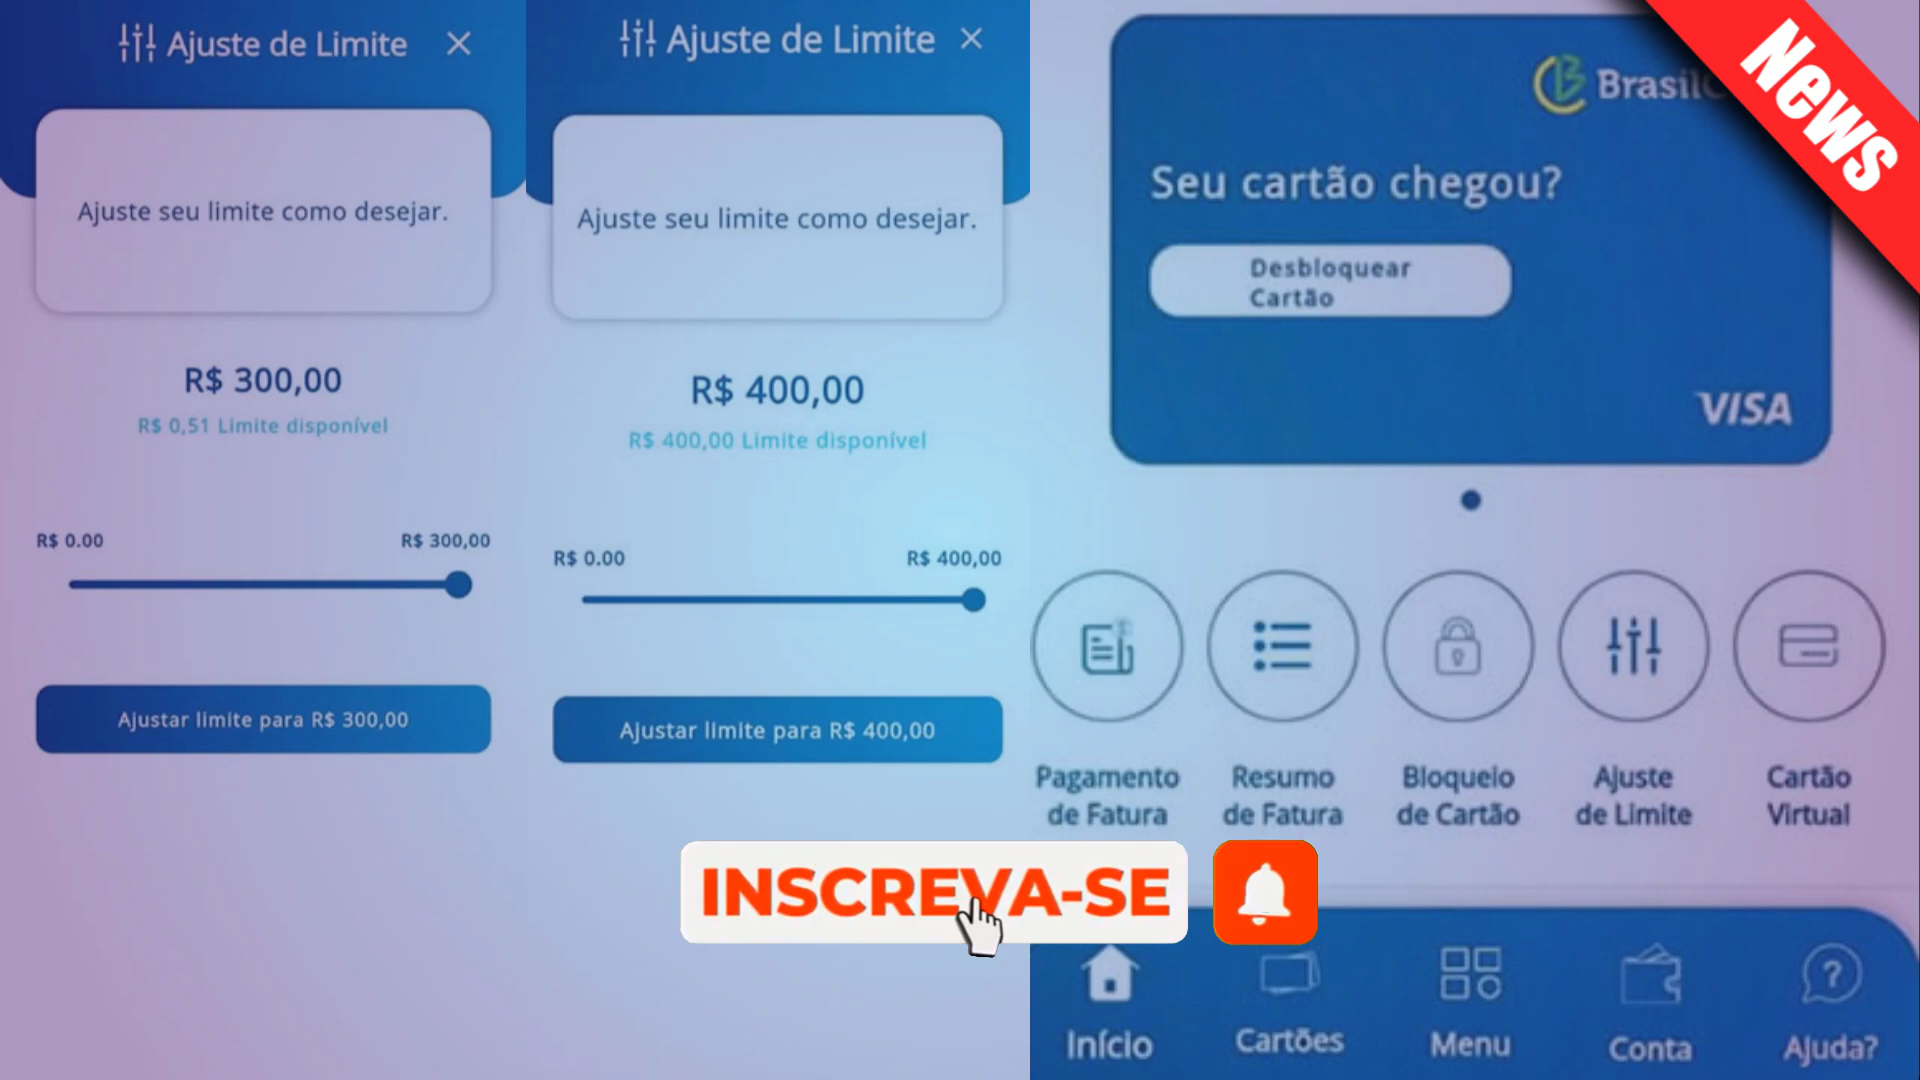 Ajuste de Limite
Ajuste seu limite como desejar.
R$ 300,00
R$ 0,51 Limite disponível
R$ 0.00
R$ 300,00
Ajustar limite para R$ 300,00
Ajuste de Limite
Ajuste seu limite como desejar.
R$ 400,00
R$ 400,00 Limite disponível
R$ 0.00
R$ 400,00
Ajustar limite para R$ 400,00
News
Seu cartão chegou?
Desbloquear
Cartão
VISA
Pagamento
de Fatura
Resumo
de Fatura
Bloqueio
de Cartão
Ajuste
de Limite
Cartão
Virtual
INSCREVA-SE
Início
Cartões
Menu
Conta
Ajuda?